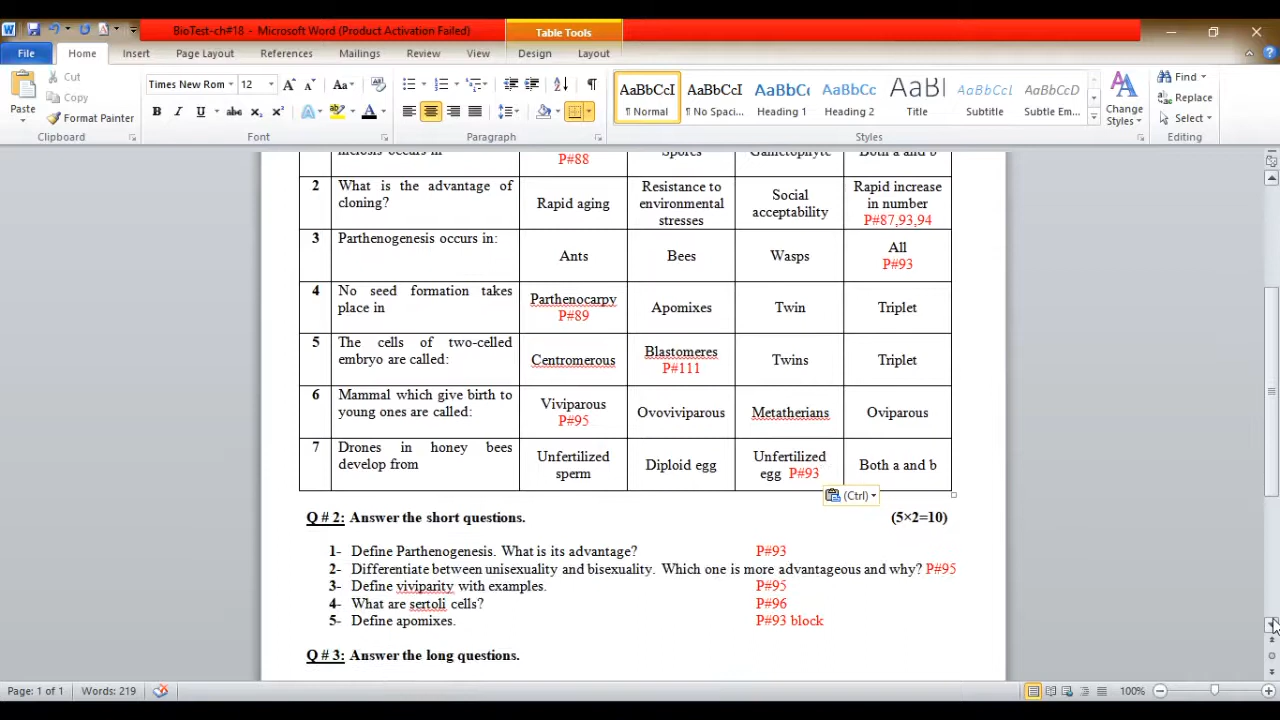 BioTest-ch#18 - Microsoft Word (Product Activation Failed)
Table Tools
File Home Insert Page Layout References Mailings Review View Design Layout
Paste
Cut
Copy
Format Painter
Clipboard
Times New Rom 12
Font
Paragraph
AaBbCcI AaBbCcI AaBbCc AaBbCc AaBl AaBbCcI AaBbCcD
¶ Normal ¶ No Spaci... Heading 1 Heading 2 Title Subtitle Subtle Em...
Styles
Change Styles
Find
Replace
Select
Editing
meiosis occurs in P#88 Spores Gametophyte Both a and b
2 What is the advantage of cloning? Rapid aging Resistance to environmental stresses Social acceptability Rapid increase in number P#87,93,94
3 Parthenogenesis occurs in: Ants Bees Wasps All P#93
4 No seed formation takes place in Parthenocarpy P#89 Apomixes Twin Triplet
5 The cells of two-celled embryo are called: Centromerous Blastomeres P#111 Twins Triplet
6 Mammal which give birth to young ones are called: Viviparous P#95 Ovoviviparous Metatherians Oviparous
7 Drones in honey bees develop from Unfertilized sperm Diploid egg Unfertilized egg P#93 Both a and b
(Ctrl)
Q # 2: Answer the short questions. (5×2=10)
1- Define Parthenogenesis. What is its advantage? P#93
2- Differentiate between unisexuality and bisexuality. Which one is more advantageous and why? P#95
3- Define viviparity with examples. P#95
4- What are sertoli cells? P#96
5- Define apomixes. P#93 block
Q # 3: Answer the long questions.
Page: 1 of 1 Words: 219 100%